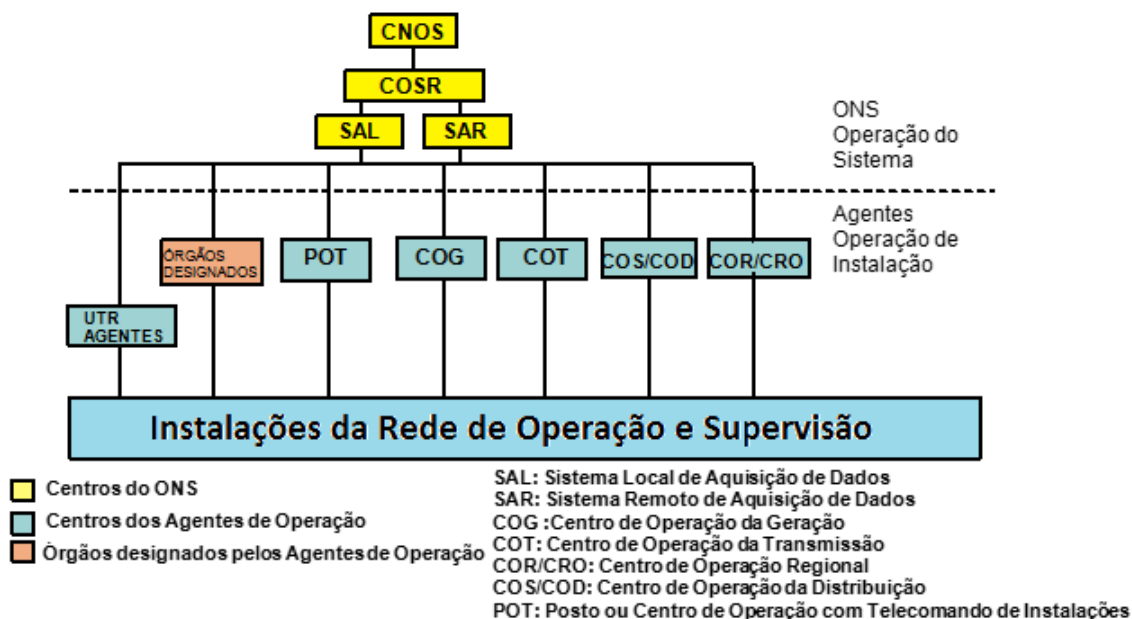 CNOS
COSR
SAL
SAR
ONS
Operação do
Sistema
Agentes
Operação de
Instalação
ÓRGÃOS
DESIGNADOS
POT
COG
COT
COS/COD
COR/CRO
UTR
AGENTES
Instalações da Rede de Operação e Supervisão
Centros do ONS
Centros dos Agentes de Operação
Órgãos designados pelos Agentes de Operação
SAL: Sistema Local de Aquisição de Dados
SAR: Sistema Remoto de Aquisição de Dados
COG :Centro de Operação da Geração
COT: Centro de Operação da Transmissão
COR/CRO: Centro de Operação Regional
COS/COD: Centro de Operação da Distribuição
POT: Posto ou Centro de Operação com Telecomando de Instalações